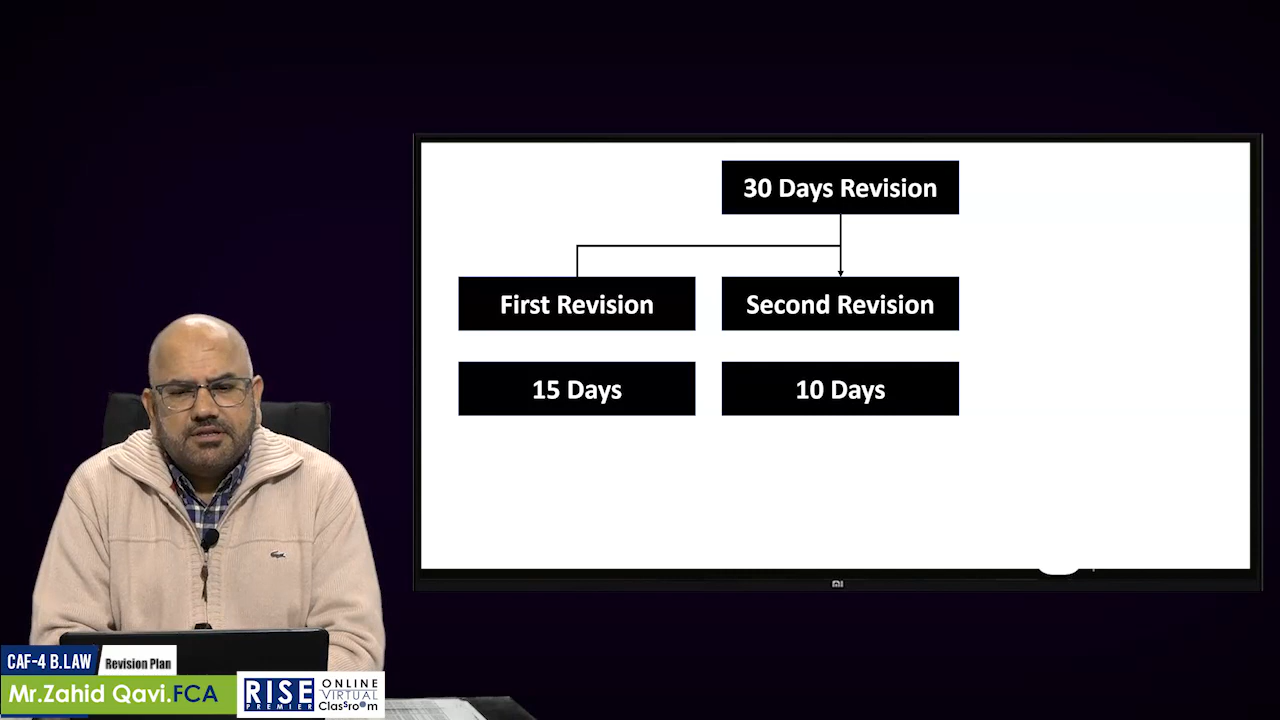 30 Days Revision
First Revision
Second Revision
15 Days
10 Days
mi
CAF-4 B.LAW
Revision Plan
Mr.Zahid Qavi.FCA
RISE
PREMIER
ONLINE
VIRTUAL
ClaSsroom